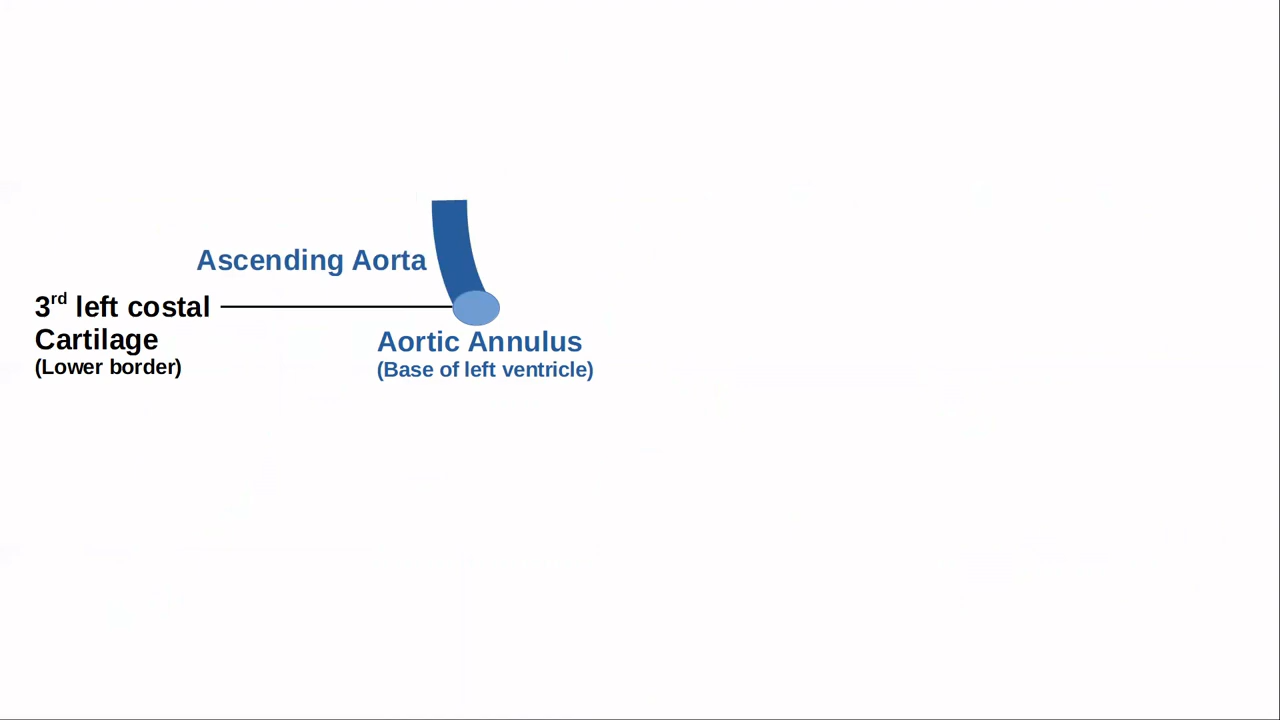 Ascending Aorta
3rd left costal
Cartilage
(Lower border)
Aortic Annulus
(Base of left ventricle)